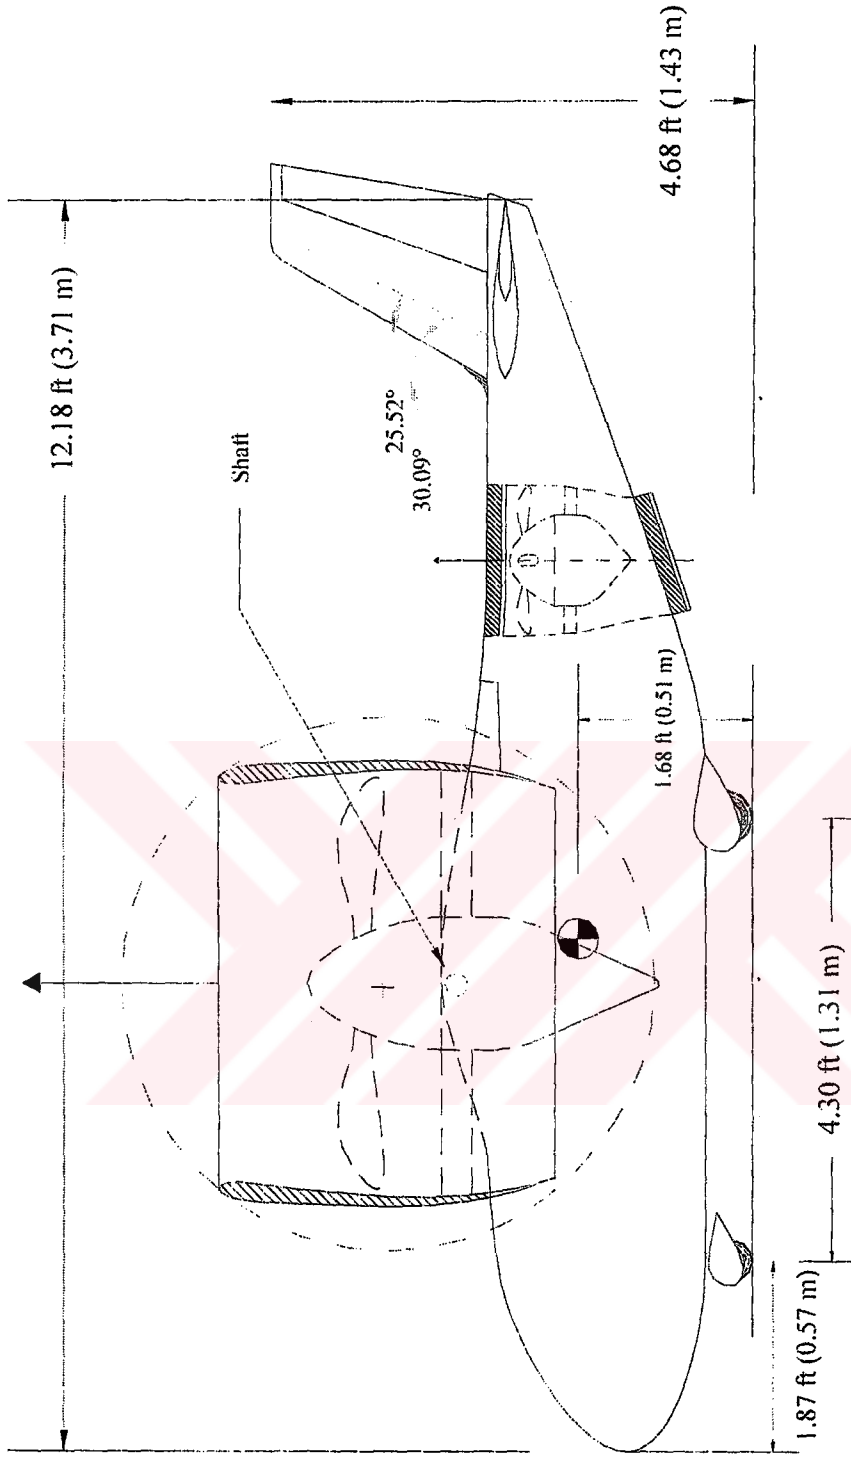 12.18 ft (3.71 m)
Shaft
25.52°
30.09°
4.68 ft (1.43 m)
1.68 ft (0.51 m)
4.30 ft (1.31 m)
1.87 ft (0.57 m)